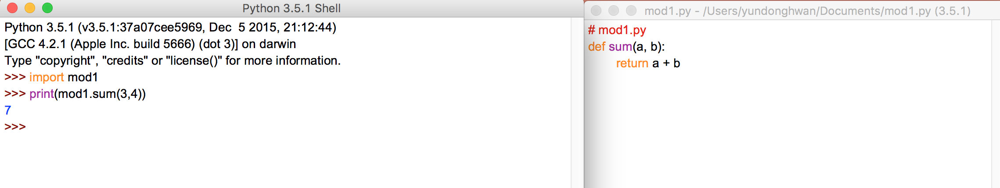 Python 3.5.1 Shell
Python 3.5.1 (v3.5.1:37a07cee5969, Dec  5 2015, 21:12:44)
[GCC 4.2.1 (Apple Inc. build 5666) (dot 3)] on darwin
Type "copyright", "credits" or "license()" for more information.
>>> import mod1
>>> print(mod1.sum(3,4))
7
>>>
mod1.py - /Users/yundonghwan/Documents/mod1.py (3.5.1)
# mod1.py
def sum(a, b):
        return a + b